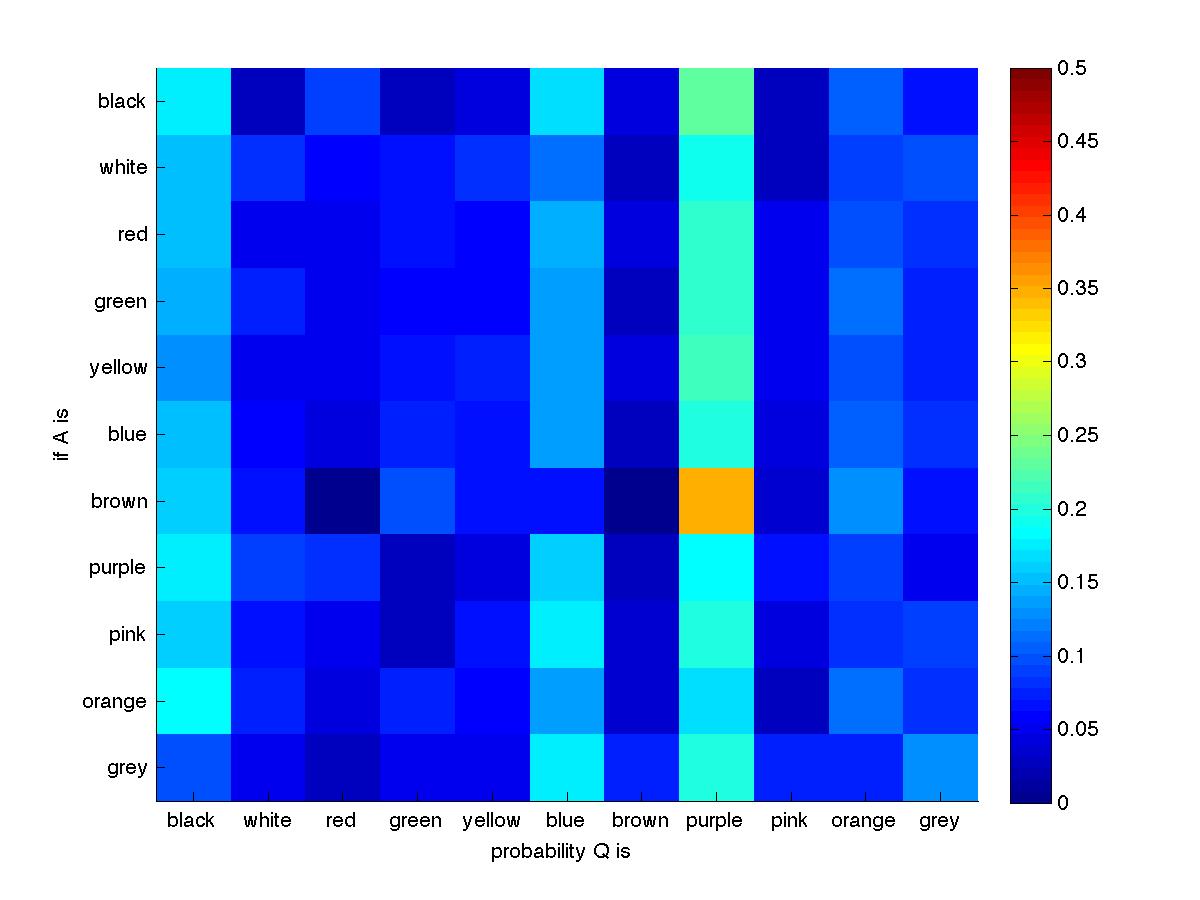 black
white
red
green
yellow
blue
brown
purple
pink
orange
grey
if A is
black white red green yellow blue brown purple pink orange grey
probability Q is
0.5
0.45
0.4
0.35
0.3
0.25
0.2
0.15
0.1
0.05
0